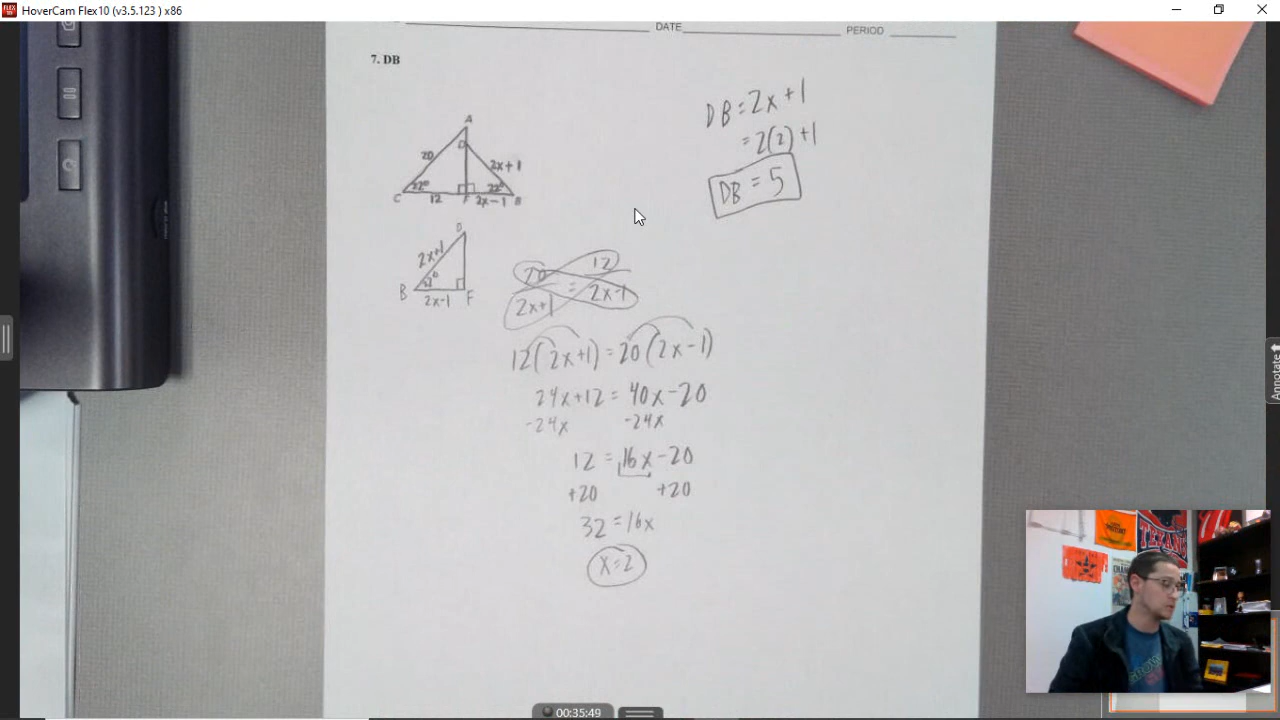 HoverCam Flex10 (v3.5.123 ) x86
DATE PERIOD
7. DB
DB = 2x + 1
= 2(2) + 1
DB = 5
A
D
20
2x+1
22°
C
12
F
2x-1
B
D
2x+1
B
2x-1
F
20 = 12
2x+1 2x-1
12(2x+1) = 20(2x-1)
24x+12 = 40x-20
-24x -24x
12 = 16x-20
+20 +20
32 = 16x
x=2
Annotate
TEXANS
00:35:49